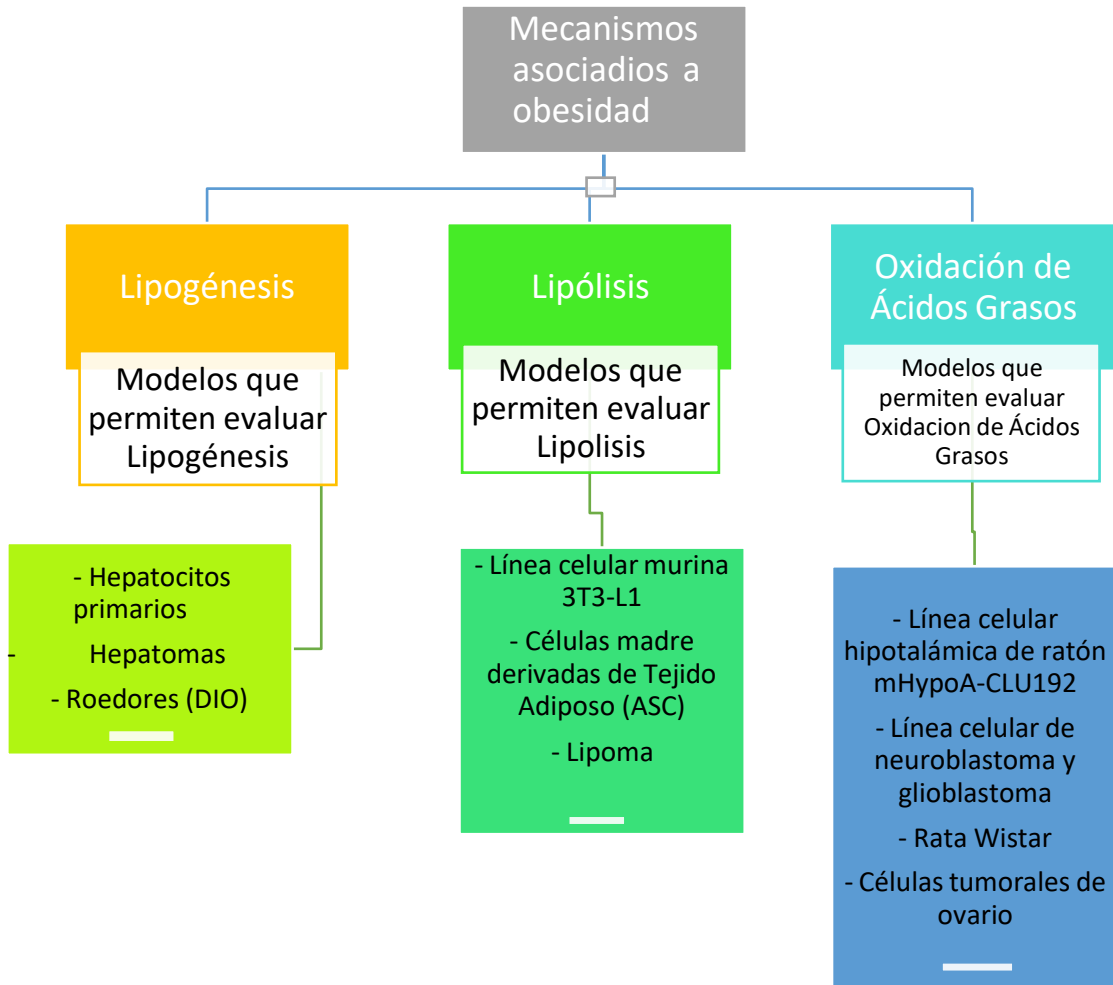 Mecanismos
asociadios a
obesidad
Lipogénesis
Modelos que
permiten evaluar
Lipogénesis
- Hepatocitos
primarios
- Hepatomas
- Roedores (DIO)
Lipólisis
Modelos que
permiten evaluar
Lipolisis
- Línea celular murina
3T3-L1
- Células madre
derivadas de Tejido
Adiposo (ASC)
- Lipoma
Oxidación de
Ácidos Grasos
Modelos que
permiten evaluar
Oxidacion de Ácidos
Grasos
- Línea celular
hipotalámica de ratón
mHypoA-CLU192
- Línea celular de
neuroblastoma y
glioblastoma
- Rata Wistar
- Células tumorales de
ovario